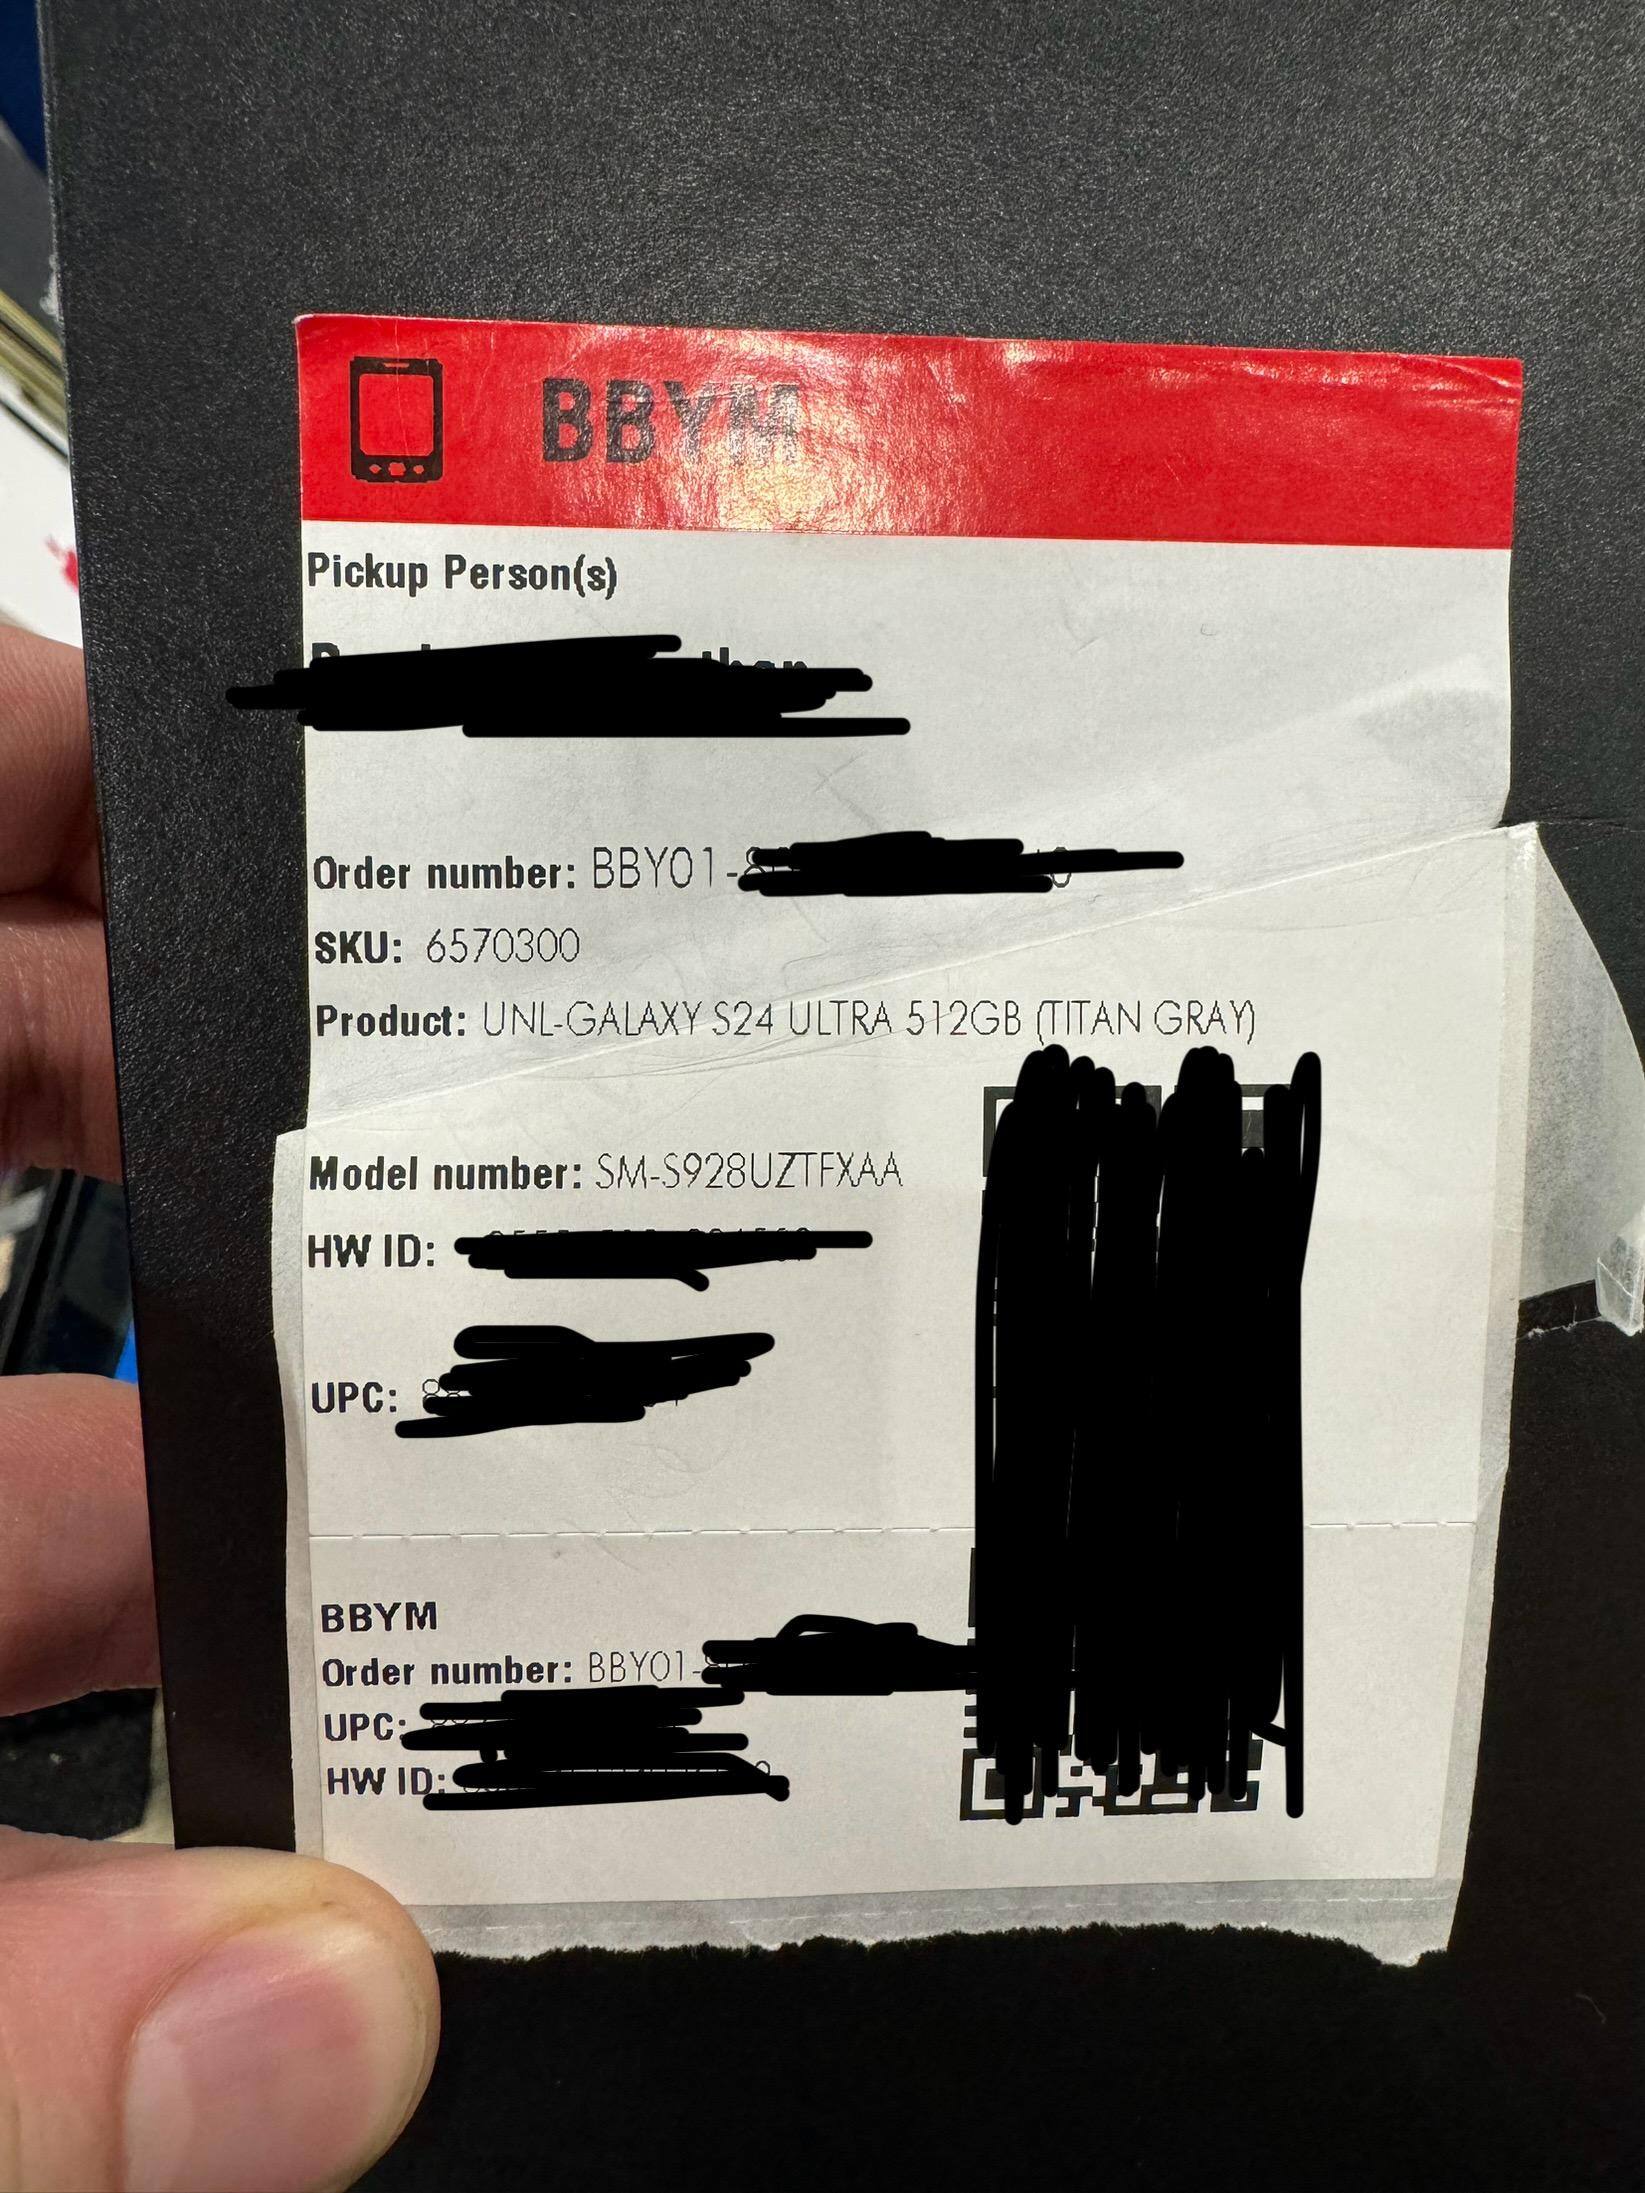 BBYM
Pickup Person(s)
Order number: BBY01-
SKU: 6570300
Product: UNL-GALAXY S24 ULTRA 512GB (TITAN GRAY)
Model number: SM-S928UZTFXAA
HW ID:
UPC:
BBYM
Order number: BBY01-
UPC:
HW ID: